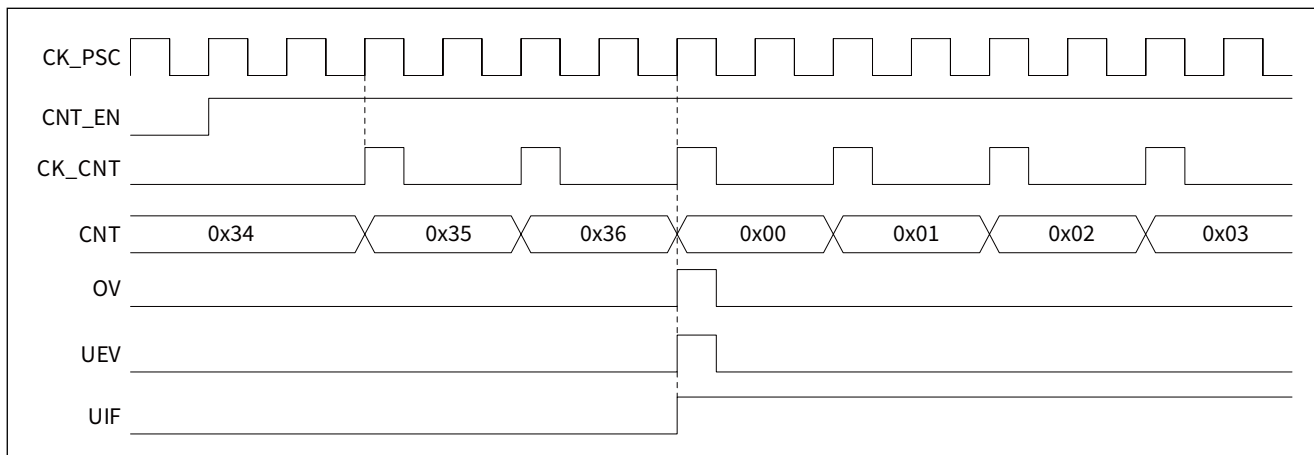 CK_PSC
CNT_EN
CK_CNT
CNT 0x34 0x35 0x36 0x00 0x01 0x02 0x03
OV
UEV
UIF